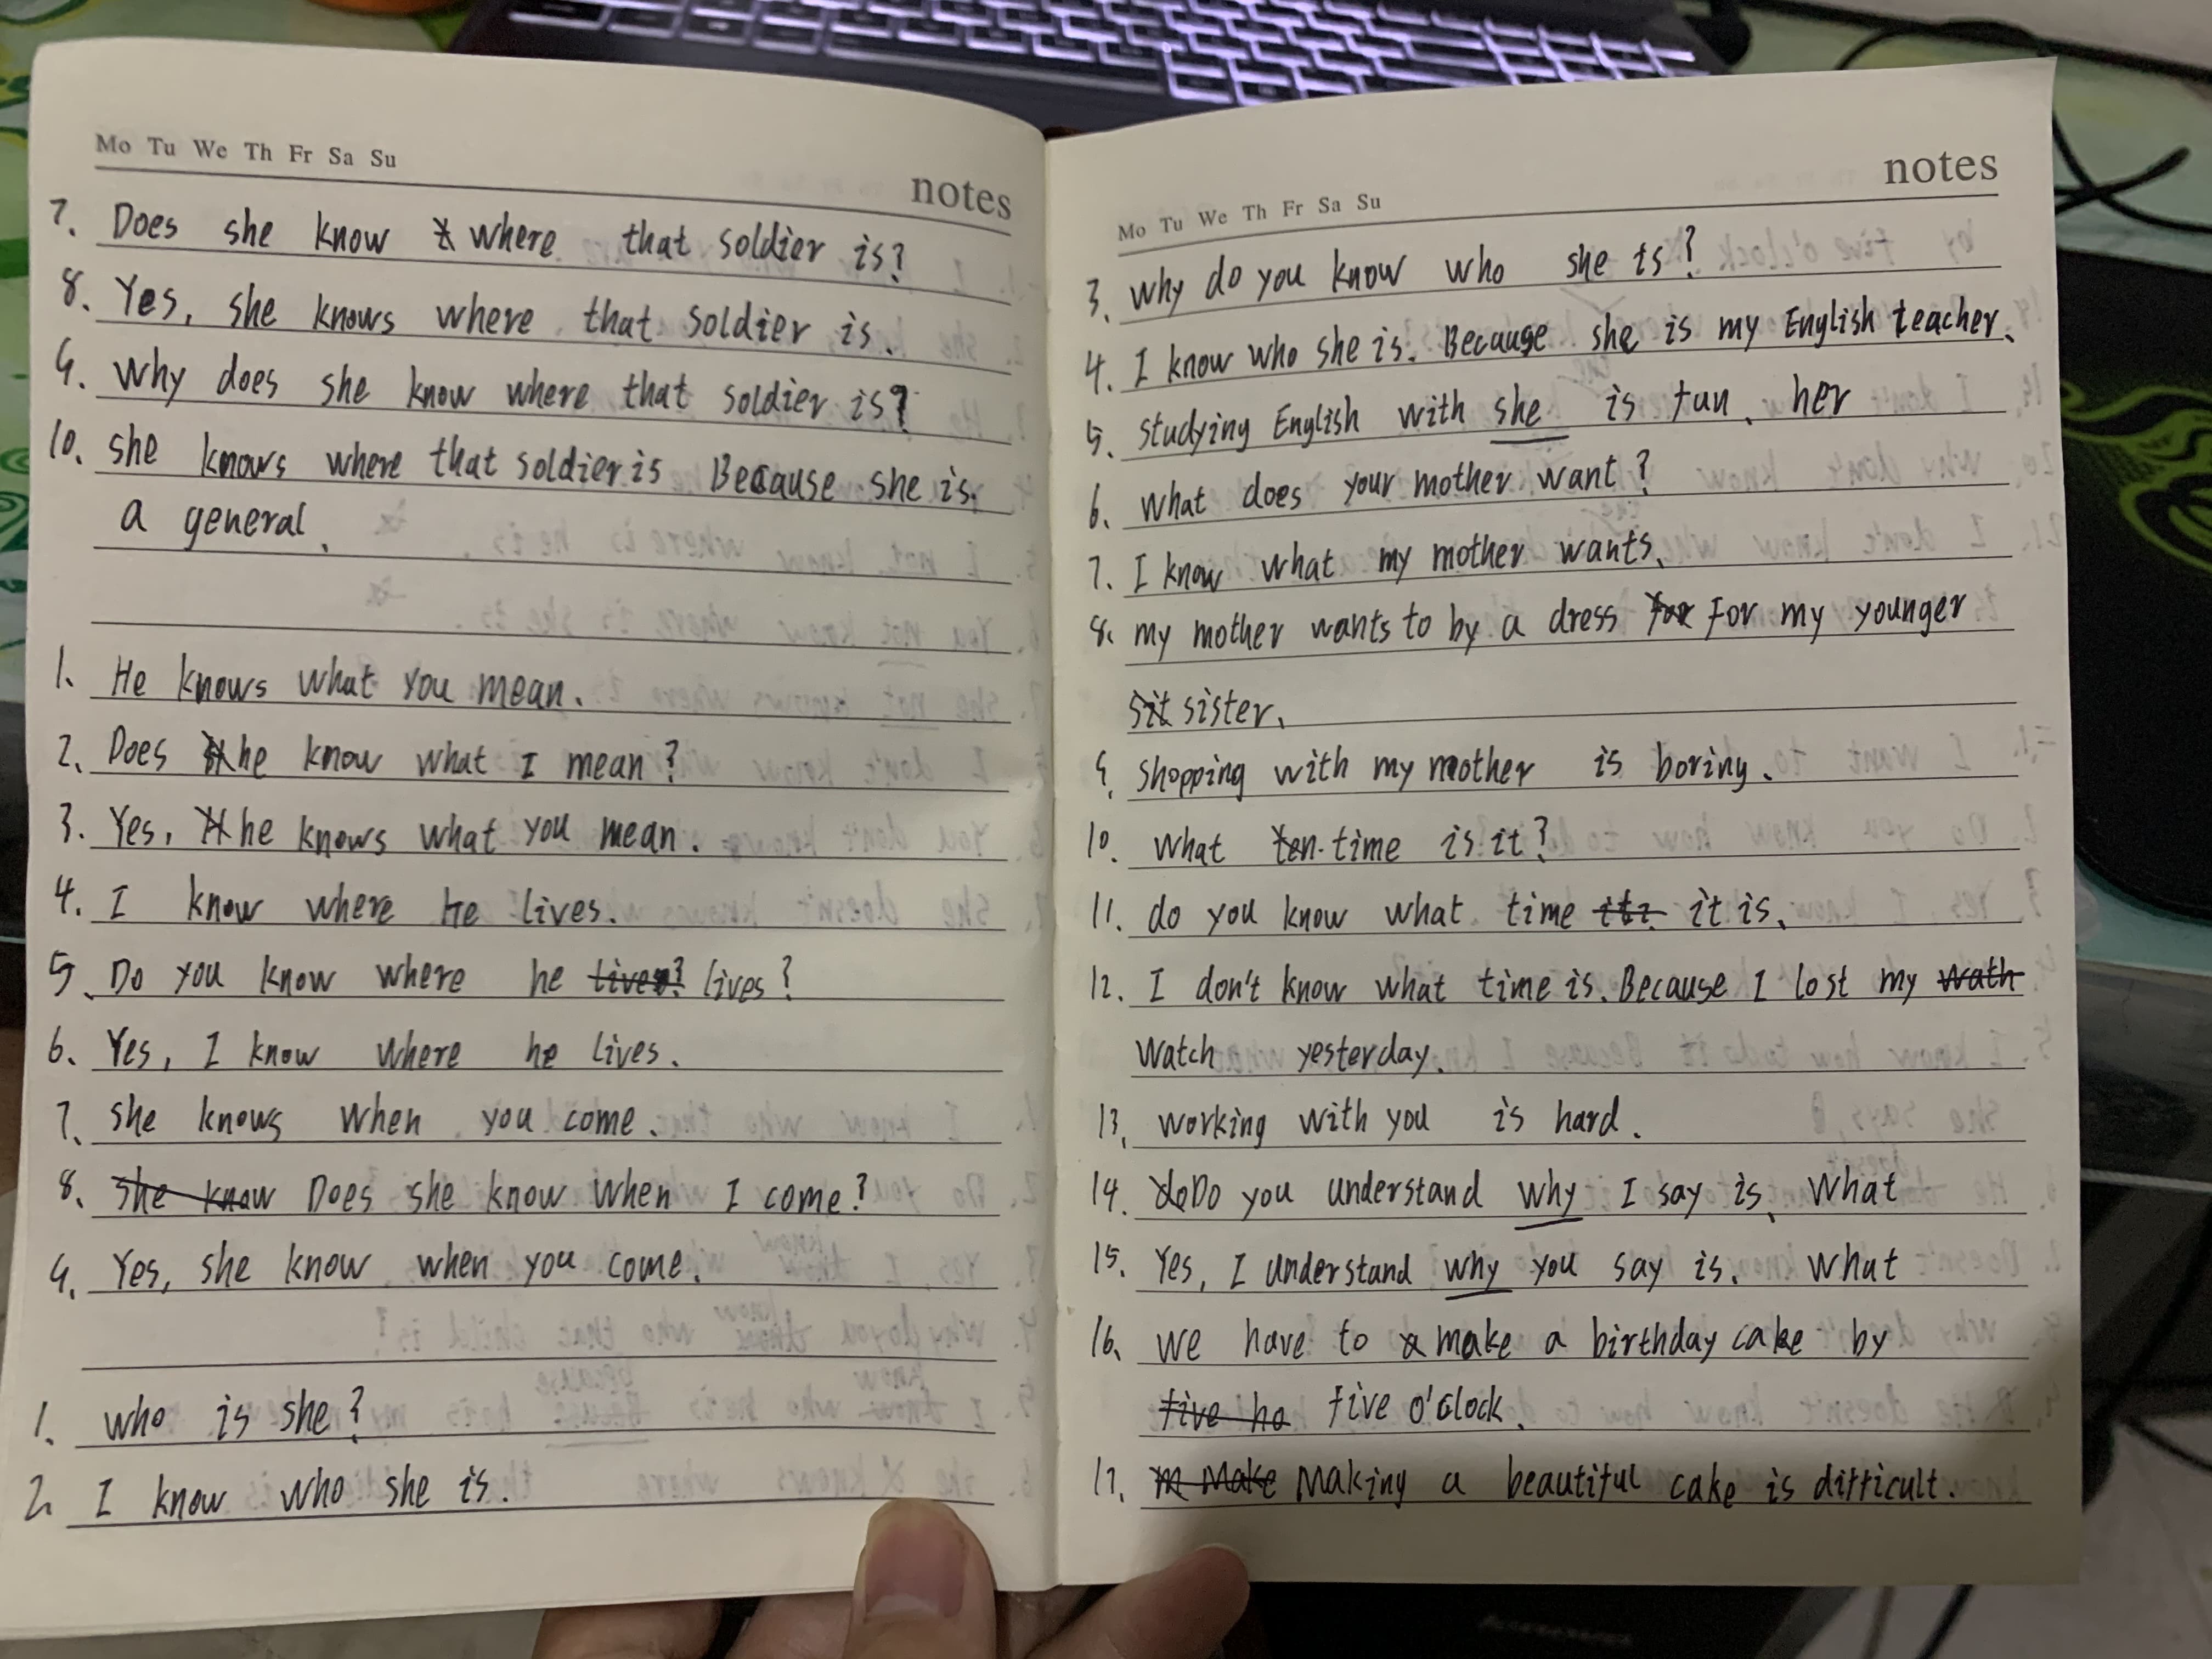 Mo Tu We Th Fr Sa Su
notes
7. Does she know where that soldier is?
8. Yes, she knows where that soldier is.
9. Why does she know where that soldier is?
10. she knows where that soldier is Because she is
a general.
1. He knows what you mean.
2. Does he know what I mean?
3. Yes, he knows what you mean.
4. I know where he lives.
5. Do you know where he lives? lives?
6. Yes, I know where he lives.
7. she knows when you come.
8. She know Does she know when I come?
9. Yes, she know when you come.
1. who is she?
2. I know who she is.
notes
Mo Tu We Th Fr Sa Su
3. why do you know who she is?
4. I know who she is. Because she is my English teacher.
5. studying English with she is fun. her
6. what does your mother want?
7. I know what my mother wants.
8. my mother wants to by a dress for For my younger
sit sister.
9. shopping with my mother is boring.
10. what ten time is it?
11. do you know what time it is.
12. I don't know what time is. Because I lost my wath
watch yesterday.
13. working with you is hard.
14. do Do you understand why I say is. what
15. Yes, I understand why you say is. what
16. we have to make a birthday cake by
five ho five o'clock.
17. m Make Making a beautiful cake is difficult.